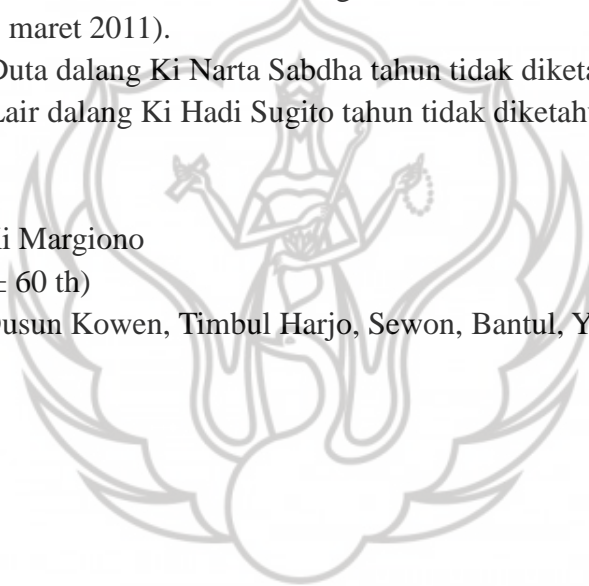 maret 2011).
Duta dalang Ki Narta Sabdha tahun tidak diketa
Lair dalang Ki Hadi Sugito tahun tidak diketah
i Margiono
± 60 th)
Dusun Kowen, Timbul Harjo, Sewon, Bantul, Y